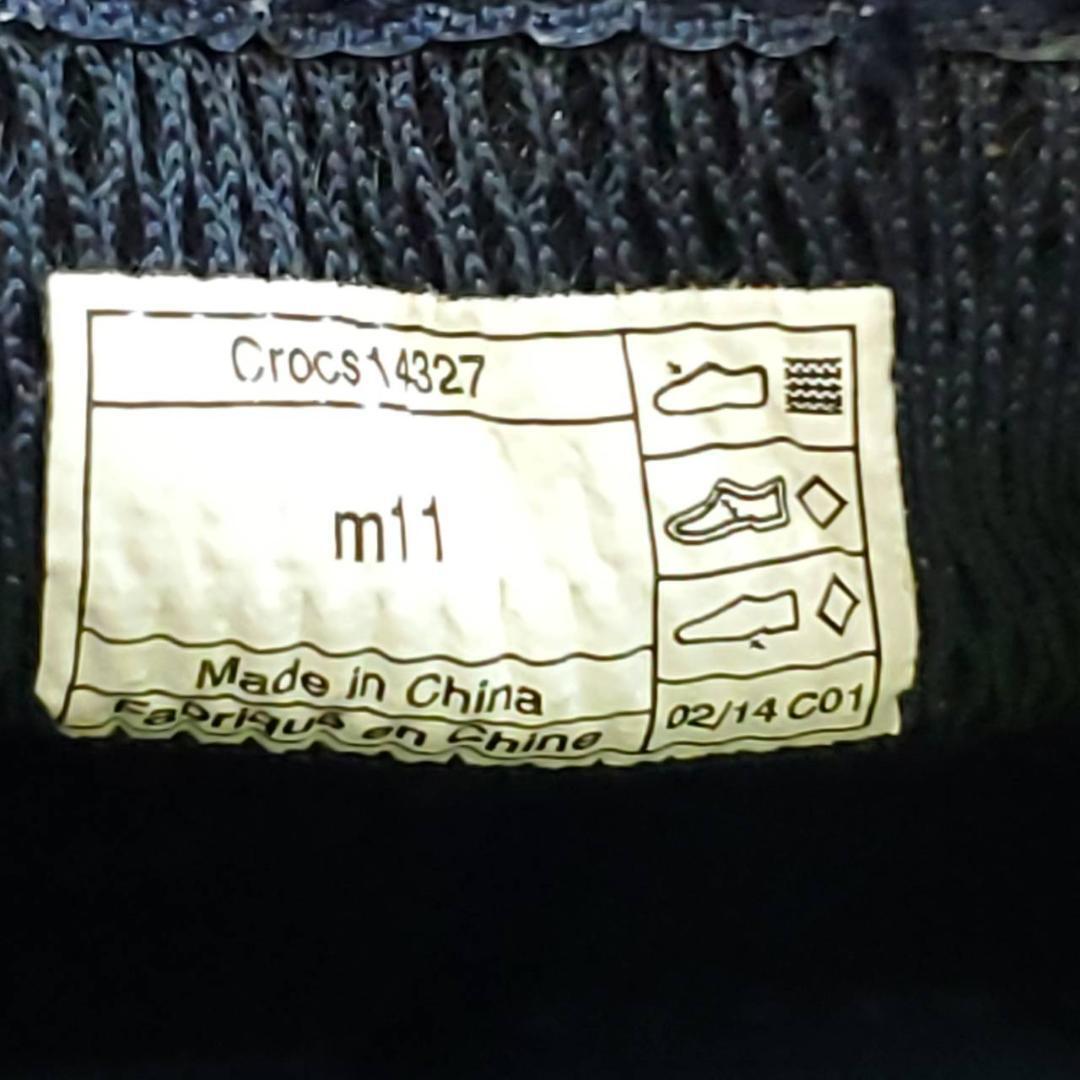 Crocs 14327
m11
Made in China
Fabriqué en Chine
02/14 C01